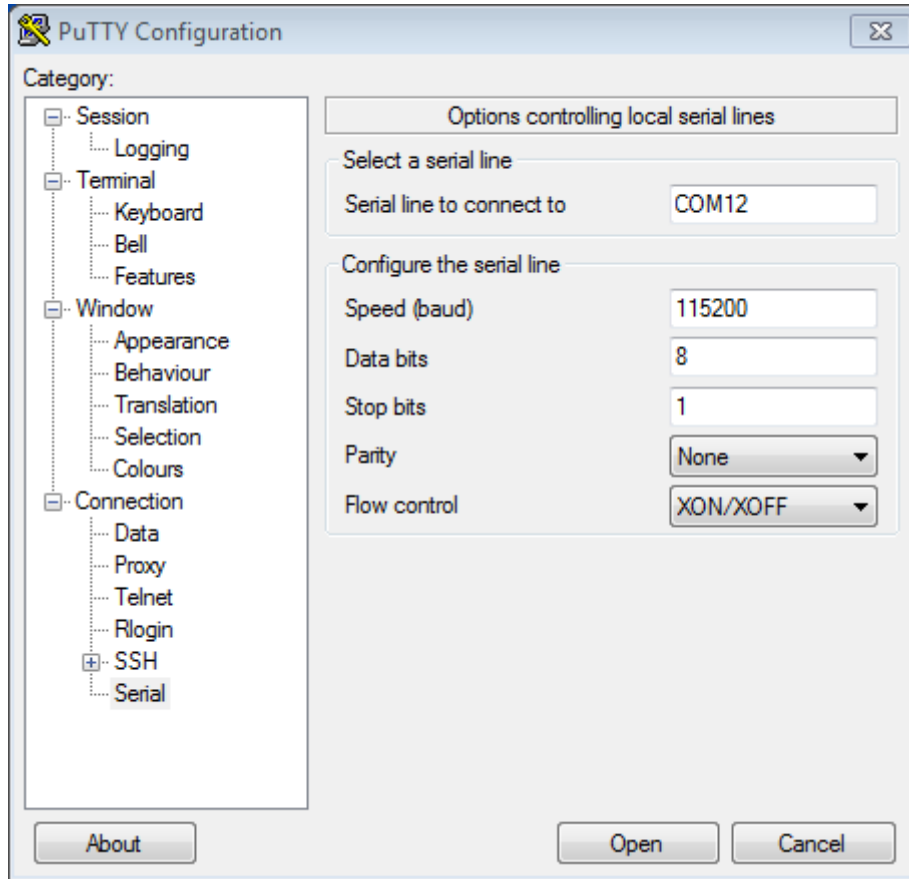 PuTTY Configuration
Category:
Session
Logging
Terminal
Keyboard
Bell
Features
Window
Appearance
Behaviour
Translation
Selection
Colours
Connection
Data
Proxy
Telnet
Rlogin
SSH
Serial
Options controlling local serial lines
Select a serial line
Serial line to connect to COM12
Configure the serial line
Speed (baud) 115200
Data bits 8
Stop bits 1
Parity None
Flow control XON/XOFF
About Open Cancel